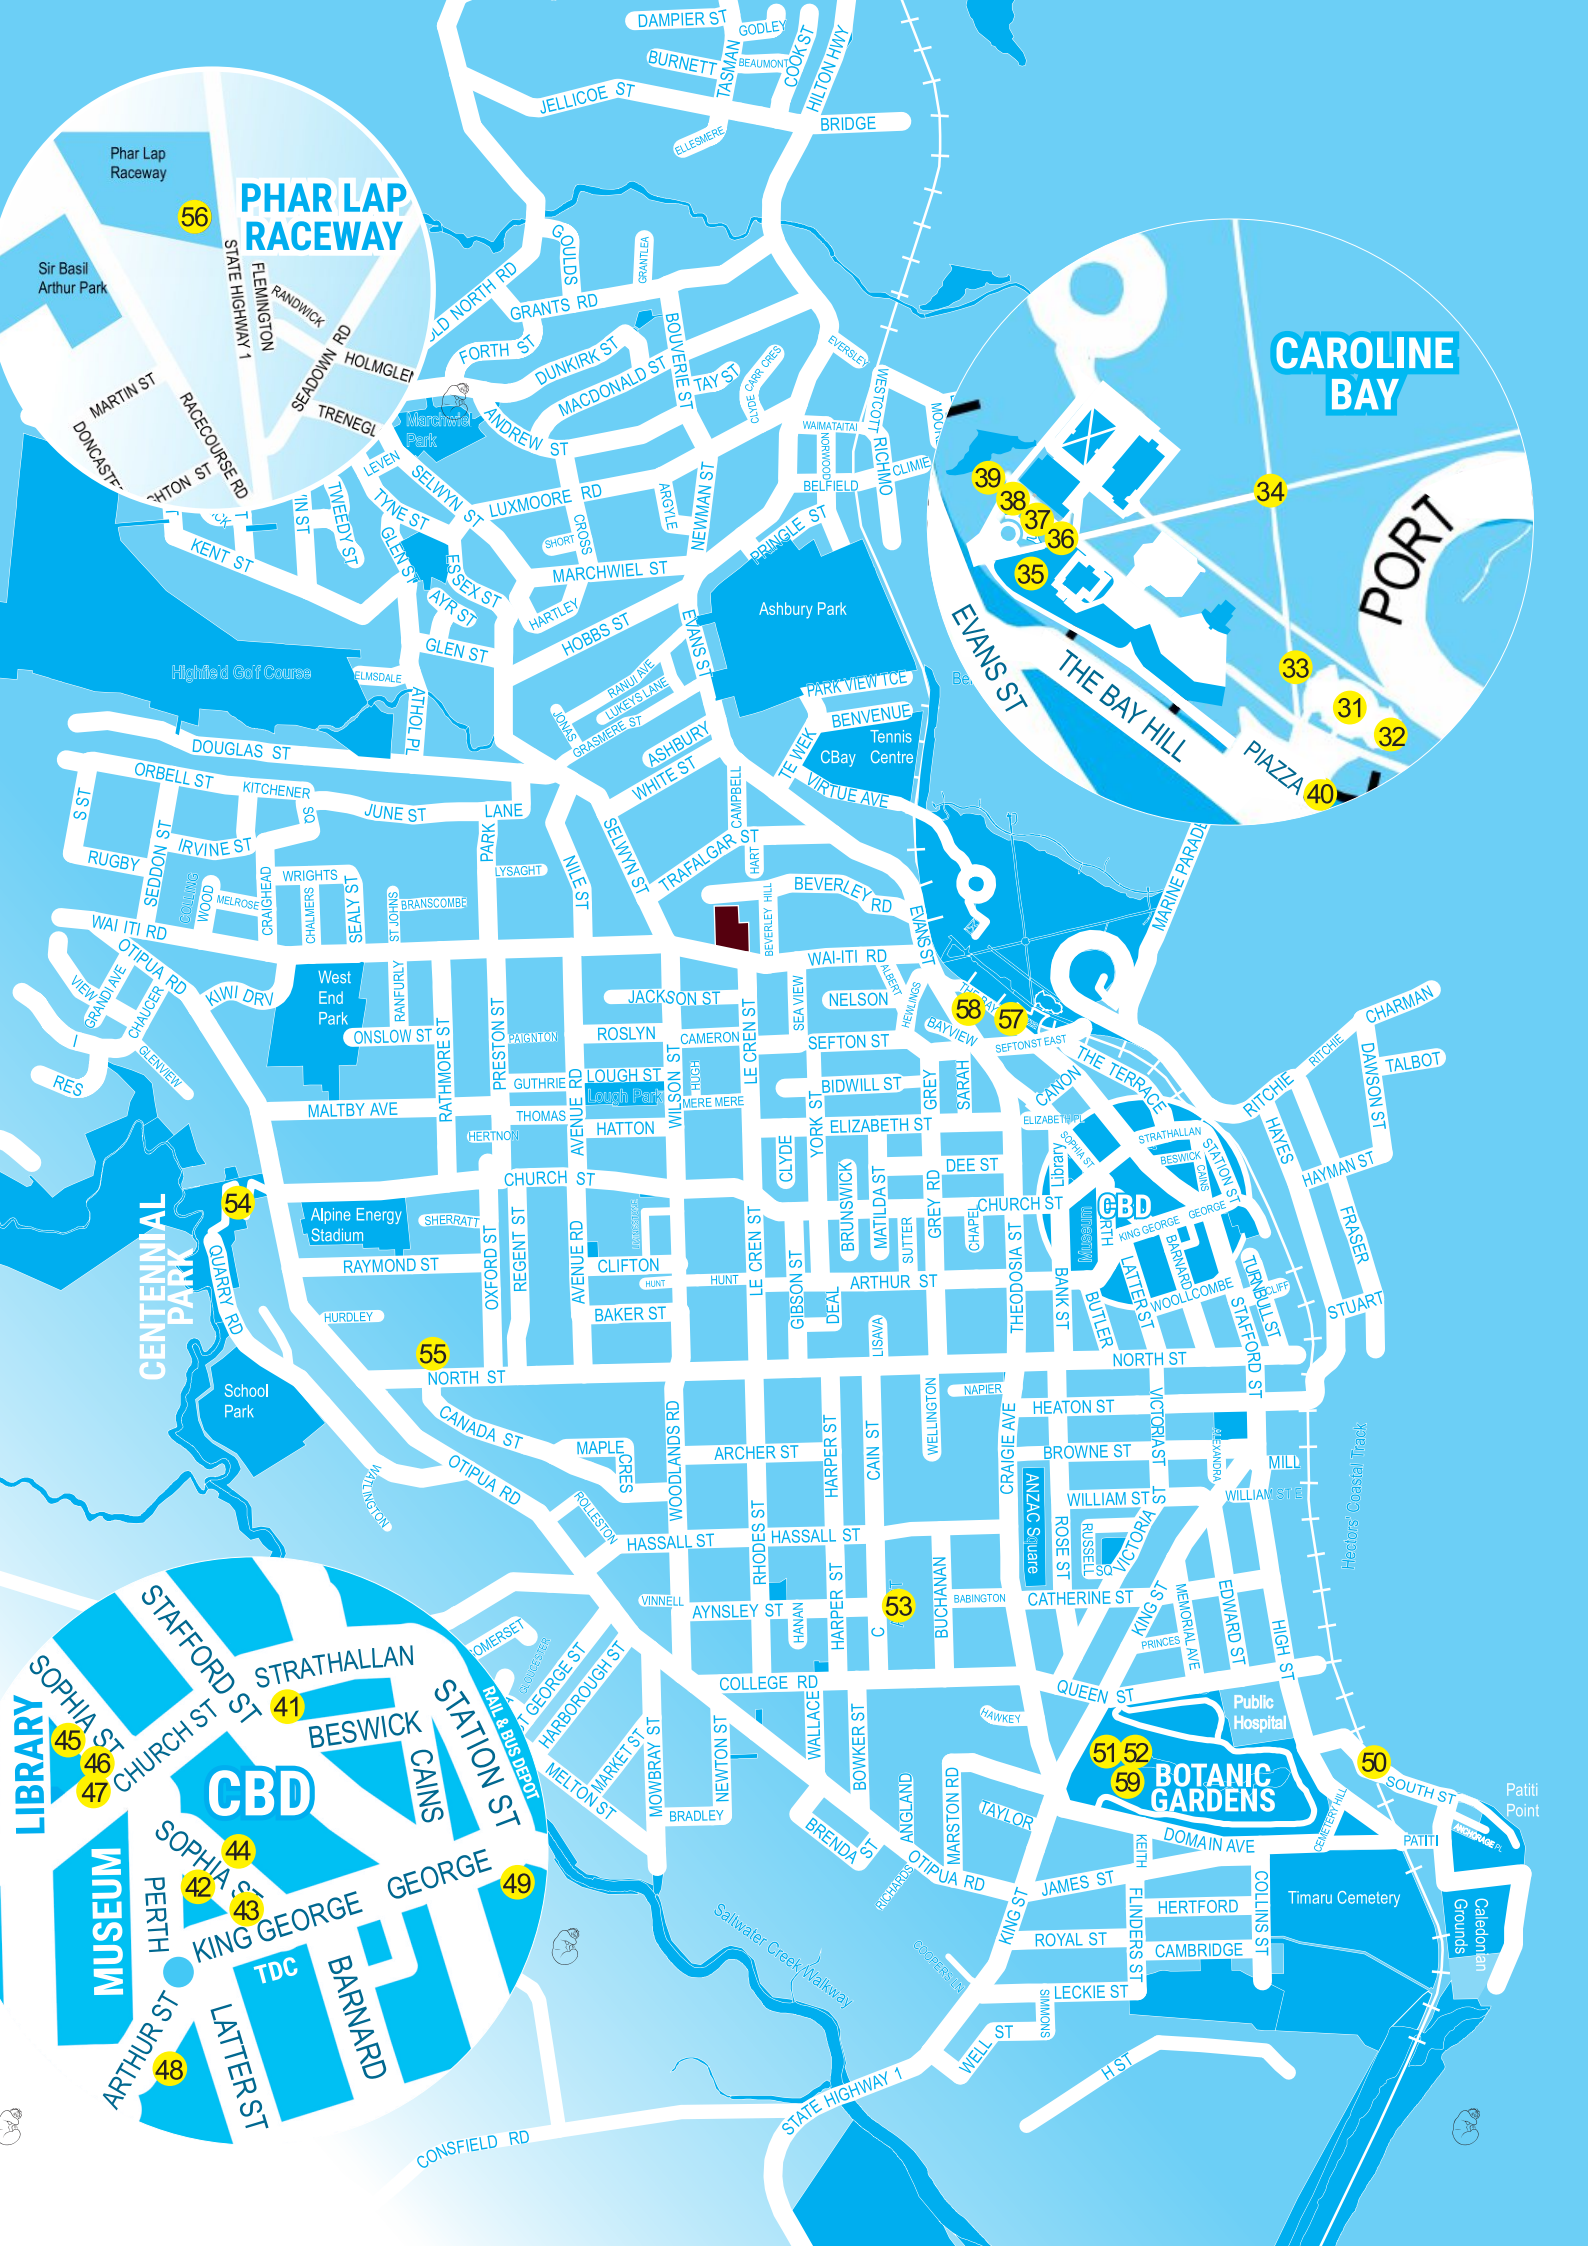 DAMPIER ST
GODLEY
BURNETT
BEAUMONT
TASMAN
COOK ST
HILTON HWY
JELLICOE ST
BRIDGE
ELLESMERE
Phar Lap
Raceway
56
PHAR LAP
RACEWAY
Sir Basil
Arthur Park
STATE HIGHWAY 1
FLEMINGTON
RANDWICK
SEADOWN RD
HOLMGLEN
TRENEGL
MARTIN ST
RACECOURSE RD
DONCASTE
GHTON ST
GOULDS
GRANTLEA
OLD NORTH RD
GRANTS RD
FORTH ST
DUNKIRK ST
BOUVERIE ST
MACDONALD ST
TAY ST
CLYDE CARR CRES
EVERSLEY
WESTCOTT
RICHMO
CLIMIE
WAIMATAITAI
NORWOOD
BELFIELD
Marchwiel
Park
ANDREW ST
LEVEN
SELWYN ST
LUXMOORE RD
TYNE ST
TWEEDY ST
IN ST
KENT ST
GLEN ST
ESSEX ST
AYR ST
GLEN ST
SHORT
CROSS
ARGYLE
NEWMAN ST
PRINGLE ST
MARCHWIEL ST
HARTLEY
HOBBS ST
EVANS ST
Ashbury Park
Highfield Golf Course
ELMSDALE
ATHOL PL
RANUI AVE
LUKEYS LANE
GRASMERE ST
JONAS
PARK VIEW TCE
BENVENUE
Tennis
Centre
CBay
TE WEK
VIRTUE AVE
CAROLINE
BAY
39
38
37
36
35
34
33
31
32
40
PORT
EVANS ST
THE BAY HILL
PIAZZA
DOUGLAS ST
ORBELL ST
KITCHENER
SQ
JUNE ST
LANE
PARK
S ST
RUGBY
SEDDON ST
IRVINE ST
ASHBURY
WHITE ST
CAMPBELL
SELWYN ST
NILE ST
TRAFALGAR ST
HART
LYSAGHT
WRIGHTS
COLLING
WOOD
MELROSE
CRAIGHEAD
CHALMERS
SEALY ST
ST JOHNS
BRANSCOMBE
BEVERLEY HILL
BEVERLEY RD
EVANS ST
MARINE PARADE
WAI ITI RD
OTIPUA RD
WAI-ITI RD
VIEW
GRANDI AVE
CHAUCER
KIWI DRV
GLENVIEW
RES
West
End
Park
RANFURLY
ONSLOW ST
RATHMORE ST
PRESTON ST
PAIGNTON
JACKSON ST
ROSLYN
CAMERON
LE CREN ST
SEA VIEW
NELSON
ALBERT
HEWLINGS
SEFTON ST
BAYVIEW
58
57
SEFTON ST EAST
THE TERRACE
GUTHRIE
LOUGH ST
Lough Park
HUGH
WILSON ST
MERE MERE
MALTBY AVE
THOMAS
AVENUE RD
HATTON
HERTNON
BIDWILL ST
GREY
SARAH
CANON
YORK ST
ELIZABETH ST
ELIZABETH PL
CLYDE
SOPHIA ST
STRATHALLAN
BESWICK
CAINS
STATION ST
Library
CBD
Museum
KING GEORGE
GEORGE
BARNARD
LATTER ST
WOOLLCOMBE
TURNBULL ST
CLIFF
CHARMAN
RITCHIE
RITCHIE
DAWSON ST
TALBOT
HAYES
HAYMAN ST
FRASER
STUART
CENTENNIAL
PARK
54
QUARRY RD
CHURCH ST
Alpine Energy
Stadium
SHERRATT
OXFORD ST
REGENT ST
AVENUE RD
RAYMOND ST
HURDLEY
CLIFTON
HUNT
HUNT
BAKER ST
LE CREN ST
GIBSON ST
DEAL
BRUNSWICK
MATILDA ST
SUTTER
GREY RD
DEE ST
CHAPEL
CHURCH ST
ARTHUR ST
THEODOSIA ST
BANK ST
BUTLER
LISAVA
STAFFORD ST
55
NORTH ST
NORTH ST
School
Park
CANADA ST
MAPLE
CRES
WOODLANDS RD
ARCHER ST
HARPER ST
CAIN ST
WELLINGTON
NAPIER
CRAIGIE AVE
HEATON ST
BROWNE ST
VICTORIA ST
ALEXANDRA
MILL
WILLIAM ST E
WILLIAM ST
Hectors' Coastal Track
WATLINGTON
OTIPUA RD
ROLLESTON
HASSALL ST
HASSALL ST
RHODES ST
ANZAC Square
ROSE ST
RUSSELL
SQ
VICTORIA ST
VINNELL
AYNSLEY ST
HANAN
HARPER ST
53
BUCHANAN
BABINGTON
CATHERINE ST
KING ST
MEMORIAL AVE
PRINCES
EDWARD ST
HIGH ST
COLLEGE RD
QUEEN ST
Public
Hospital
51
52
59
BOTANIC
GARDENS
50
SOUTH ST
Patiti
Point
ANCHORAGE PL
PATITI
CEMETERY HILL
DOMAIN AVE
KEITH
JAMES ST
HERTFORD
COLLINS ST
Timaru Cemetery
Caledonian
Grounds
FLINDERS ST
ROYAL ST
CAMBRIDGE
LECKIE ST
SIMMONS
WELL ST
H ST
COOPERS LN
KING ST
STATE HIGHWAY 1
HAWKEY
TAYLOR
MARSTON RD
ANGLAND
RICHARDS
OTIPUA RD
BRENDA ST
BOWKER ST
WALLACE
NEWTON ST
BRADLEY
MOWBRAY ST
MARKET ST
MELTON ST
HARBOROUGH ST
ST GEORGE ST
GLOUCESTER
OMERSET
Saltwater Creek Walkway
CONSFIELD RD
STAFFORD ST
STRATHALLAN
SOPHIA ST
LIBRARY
45
46
47
CHURCH ST
41
BESWICK
CAINS
STATION ST
RAIL & BUS DEPOT
CBD
SOPHIA ST
44
42
43
MUSEUM
PERTH
KING GEORGE
GEORGE
49
TDC
BARNARD
LATTER ST
ARTHUR ST
48